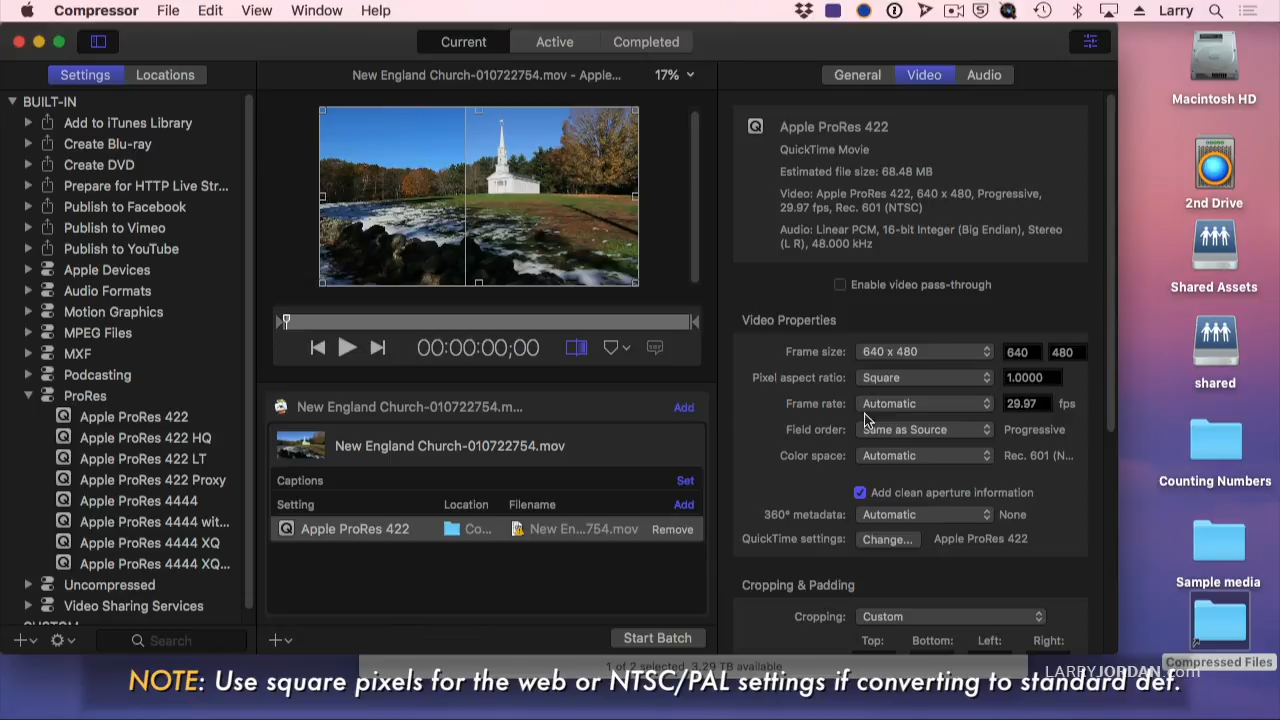 Compressor File Edit View Window Help Larry
Current Active Completed
Settings Locations
New England Church-010722754.mov - Apple... 17%
General Video Audio
BUILT-IN
Add to iTunes Library
Create Blu-ray
Create DVD
Prepare for HTTP Live Str...
Publish to Facebook
Publish to Vimeo
Publish to YouTube
Apple Devices
Audio Formats
Motion Graphics
MPEG Files
MXF
Podcasting
ProRes
Apple ProRes 422
Apple ProRes 422 HQ
Apple ProRes 422 LT
Apple ProRes 422 Proxy
Apple ProRes 4444
Apple ProRes 4444 wit...
Apple ProRes 4444 XQ
Apple ProRes 4444 XQ...
Uncompressed
Video Sharing Services
Search
00:00:00;00
New England Church-010722754.m... Add
New England Church-010722754.mov
Captions Set
Setting Location Filename Add
Apple ProRes 422 Co... New En...754.mov Remove
Start Batch
Apple ProRes 422
QuickTime Movie
Estimated file size: 68.48 MB
Video: Apple ProRes 422, 640 x 480, Progressive,
29.97 fps, Rec. 601 (NTSC)
Audio: Linear PCM, 16-bit Integer (Big Endian), Stereo
(L R), 48.000 kHz
Enable video pass-through
Video Properties
Frame size: 640 x 480 640 480
Pixel aspect ratio: Square 1.0000
Frame rate: Automatic 29.97 fps
Field order: Same as Source Progressive
Color space: Automatic Rec. 601 (N...
Add clean aperture information
360° metadata: Automatic None
QuickTime settings: Change... Apple ProRes 422
Cropping & Padding
Cropping: Custom
Top: Bottom: Left: Right:
Macintosh HD
2nd Drive
Shared Assets
shared
Counting Numbers
Sample media
Compressed Files
1 of 2 selected, 3.29 TB available
LARRYJORDAN.com
NOTE: Use square pixels for the web or NTSC/PAL settings if converting to standard def.